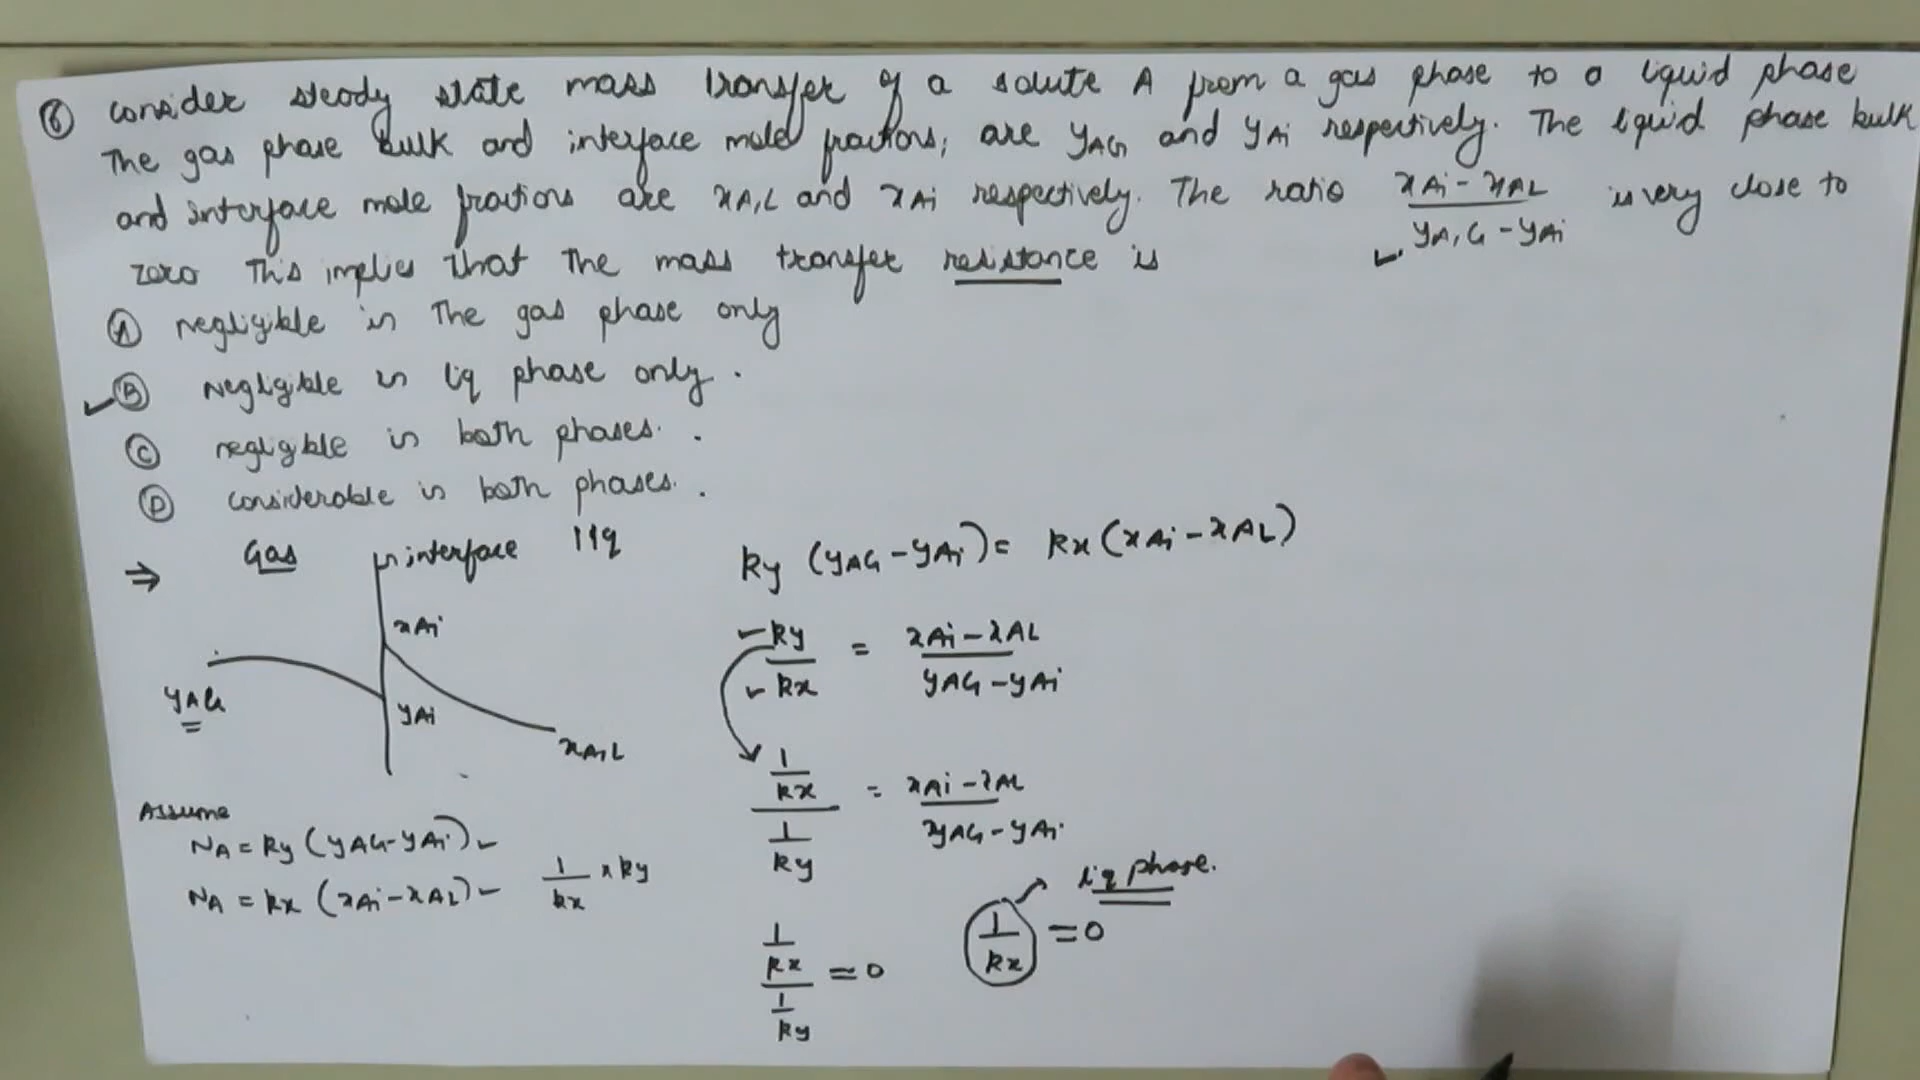 ⑥ consider steady state mass transfer of a solute A from a gas phase to a liquid phase
The gas phase bulk and interface mole fractions, are yAG and yAi respectively. The liquid phase bulk
and interface mole fractions are xA,L and xAi respectively. The ratio (xAi - xAL)/(yA,G - yAi) is very close to
zero This implies that the mass transfer resistance is
Ⓐ negligible in the gas phase only
Ⓑ negligible in liq phase only.
Ⓒ negligible in both phases.
Ⓓ considerable in both phases.
⇒ Gas interface liq
xAi
yAG
yAi
xA,L
Assume
NA = ky (yAG - yAi)
NA = kx (xAi - xAL)
1/kx × ky
ky (yAG - yAi) = kx (xAi - xAL)
ky/kx = (xAi - xAL)/(yAG - yAi)
(1/kx)/(1/ky) = (xAi - xAL)/(yAG - yAi)
(1/kx)/(1/ky) = 0
1/kx = 0
liq phase.